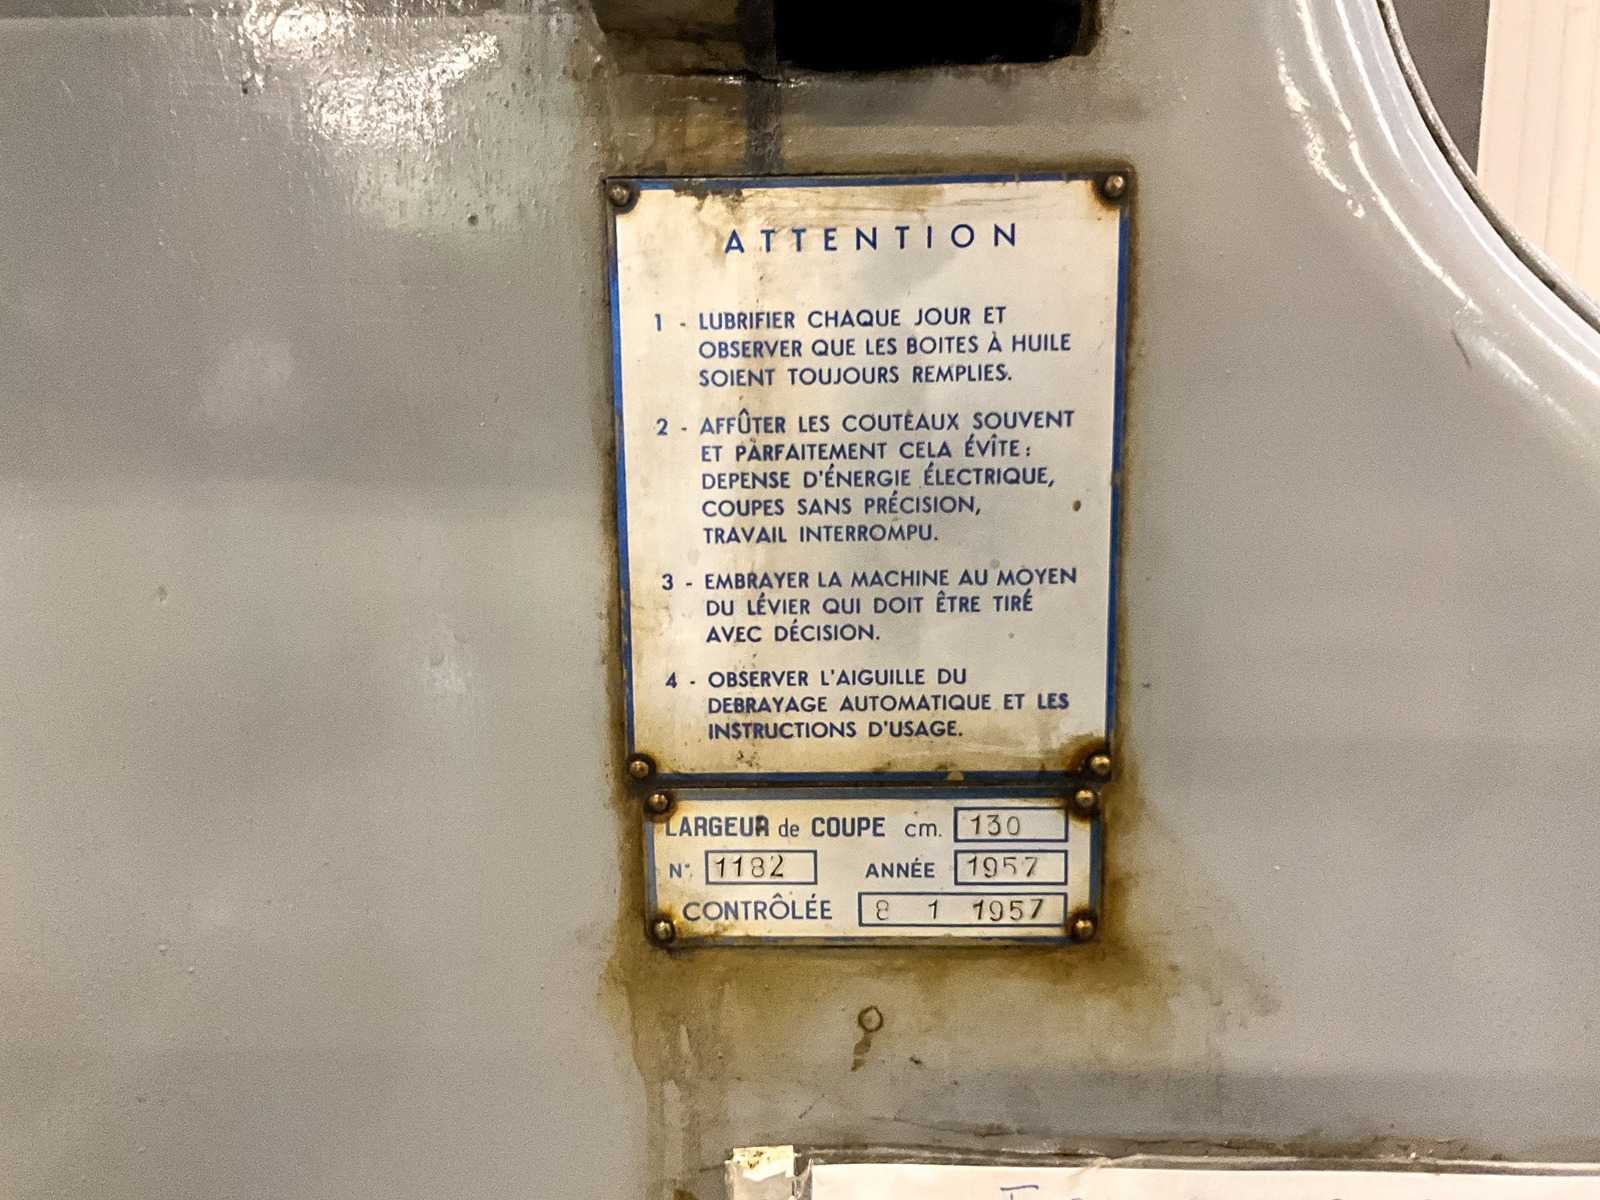 ATTENTION
1 - LUBRIFIER CHAQUE JOUR ET
OBSERVER QUE LES BOITES À HUILE
SOIENT TOUJOURS REMPLIES.
2 - AFFÛTER LES COUTEAUX SOUVENT
ET PARFAITEMENT CELA ÉVITE :
DEPENSE D'ÉNERGIE ÉLECTRIQUE,
COUPES SANS PRÉCISION,
TRAVAIL INTERROMPU.
3 - EMBRAYER LA MACHINE AU MOYEN
DU LÉVIER QUI DOIT ÊTRE TIRÉ
AVEC DÉCISION.
4 - OBSERVER L'AIGUILLE DU
DEBRAYAGE AUTOMATIQUE ET LES
INSTRUCTIONS D'USAGE.
LARGEUR de COUPE cm. 130
N° 1182 ANNÉE 1957
CONTRÔLÉE 8 1 1957